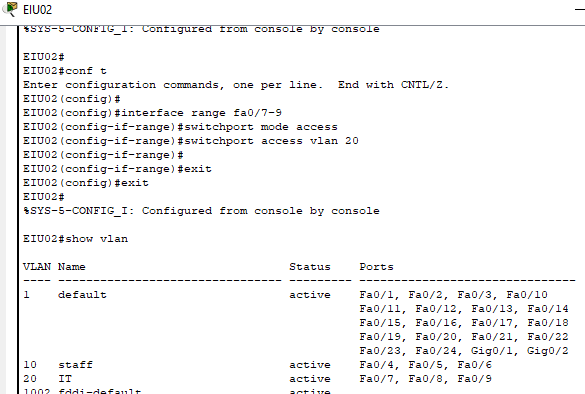 EIU02
%SYS-5-CONFIG_I: Configured from console by console
EIU02#
EIU02#conf t
Enter configuration commands, one per line.  End with CNTL/Z.
EIU02(config)#
EIU02(config)#interface range fa0/7-9
EIU02(config-if-range)#switchport mode access
EIU02(config-if-range)#switchport access vlan 20
EIU02(config-if-range)#
EIU02(config-if-range)#exit
EIU02(config)#exit
EIU02#
%SYS-5-CONFIG_I: Configured from console by console
EIU02#show vlan
VLAN Name                             Status    Ports
---- -------------------------------- --------- -------------------------------
1    default                          active    Fa0/1, Fa0/2, Fa0/3, Fa0/10
                                                Fa0/11, Fa0/12, Fa0/13, Fa0/14
                                                Fa0/15, Fa0/16, Fa0/17, Fa0/18
                                                Fa0/19, Fa0/20, Fa0/21, Fa0/22
                                                Fa0/23, Fa0/24, Gig0/1, Gig0/2
10   staff                            active    Fa0/4, Fa0/5, Fa0/6
20   IT                               active    Fa0/7, Fa0/8, Fa0/9
1002 fddi-default                     active